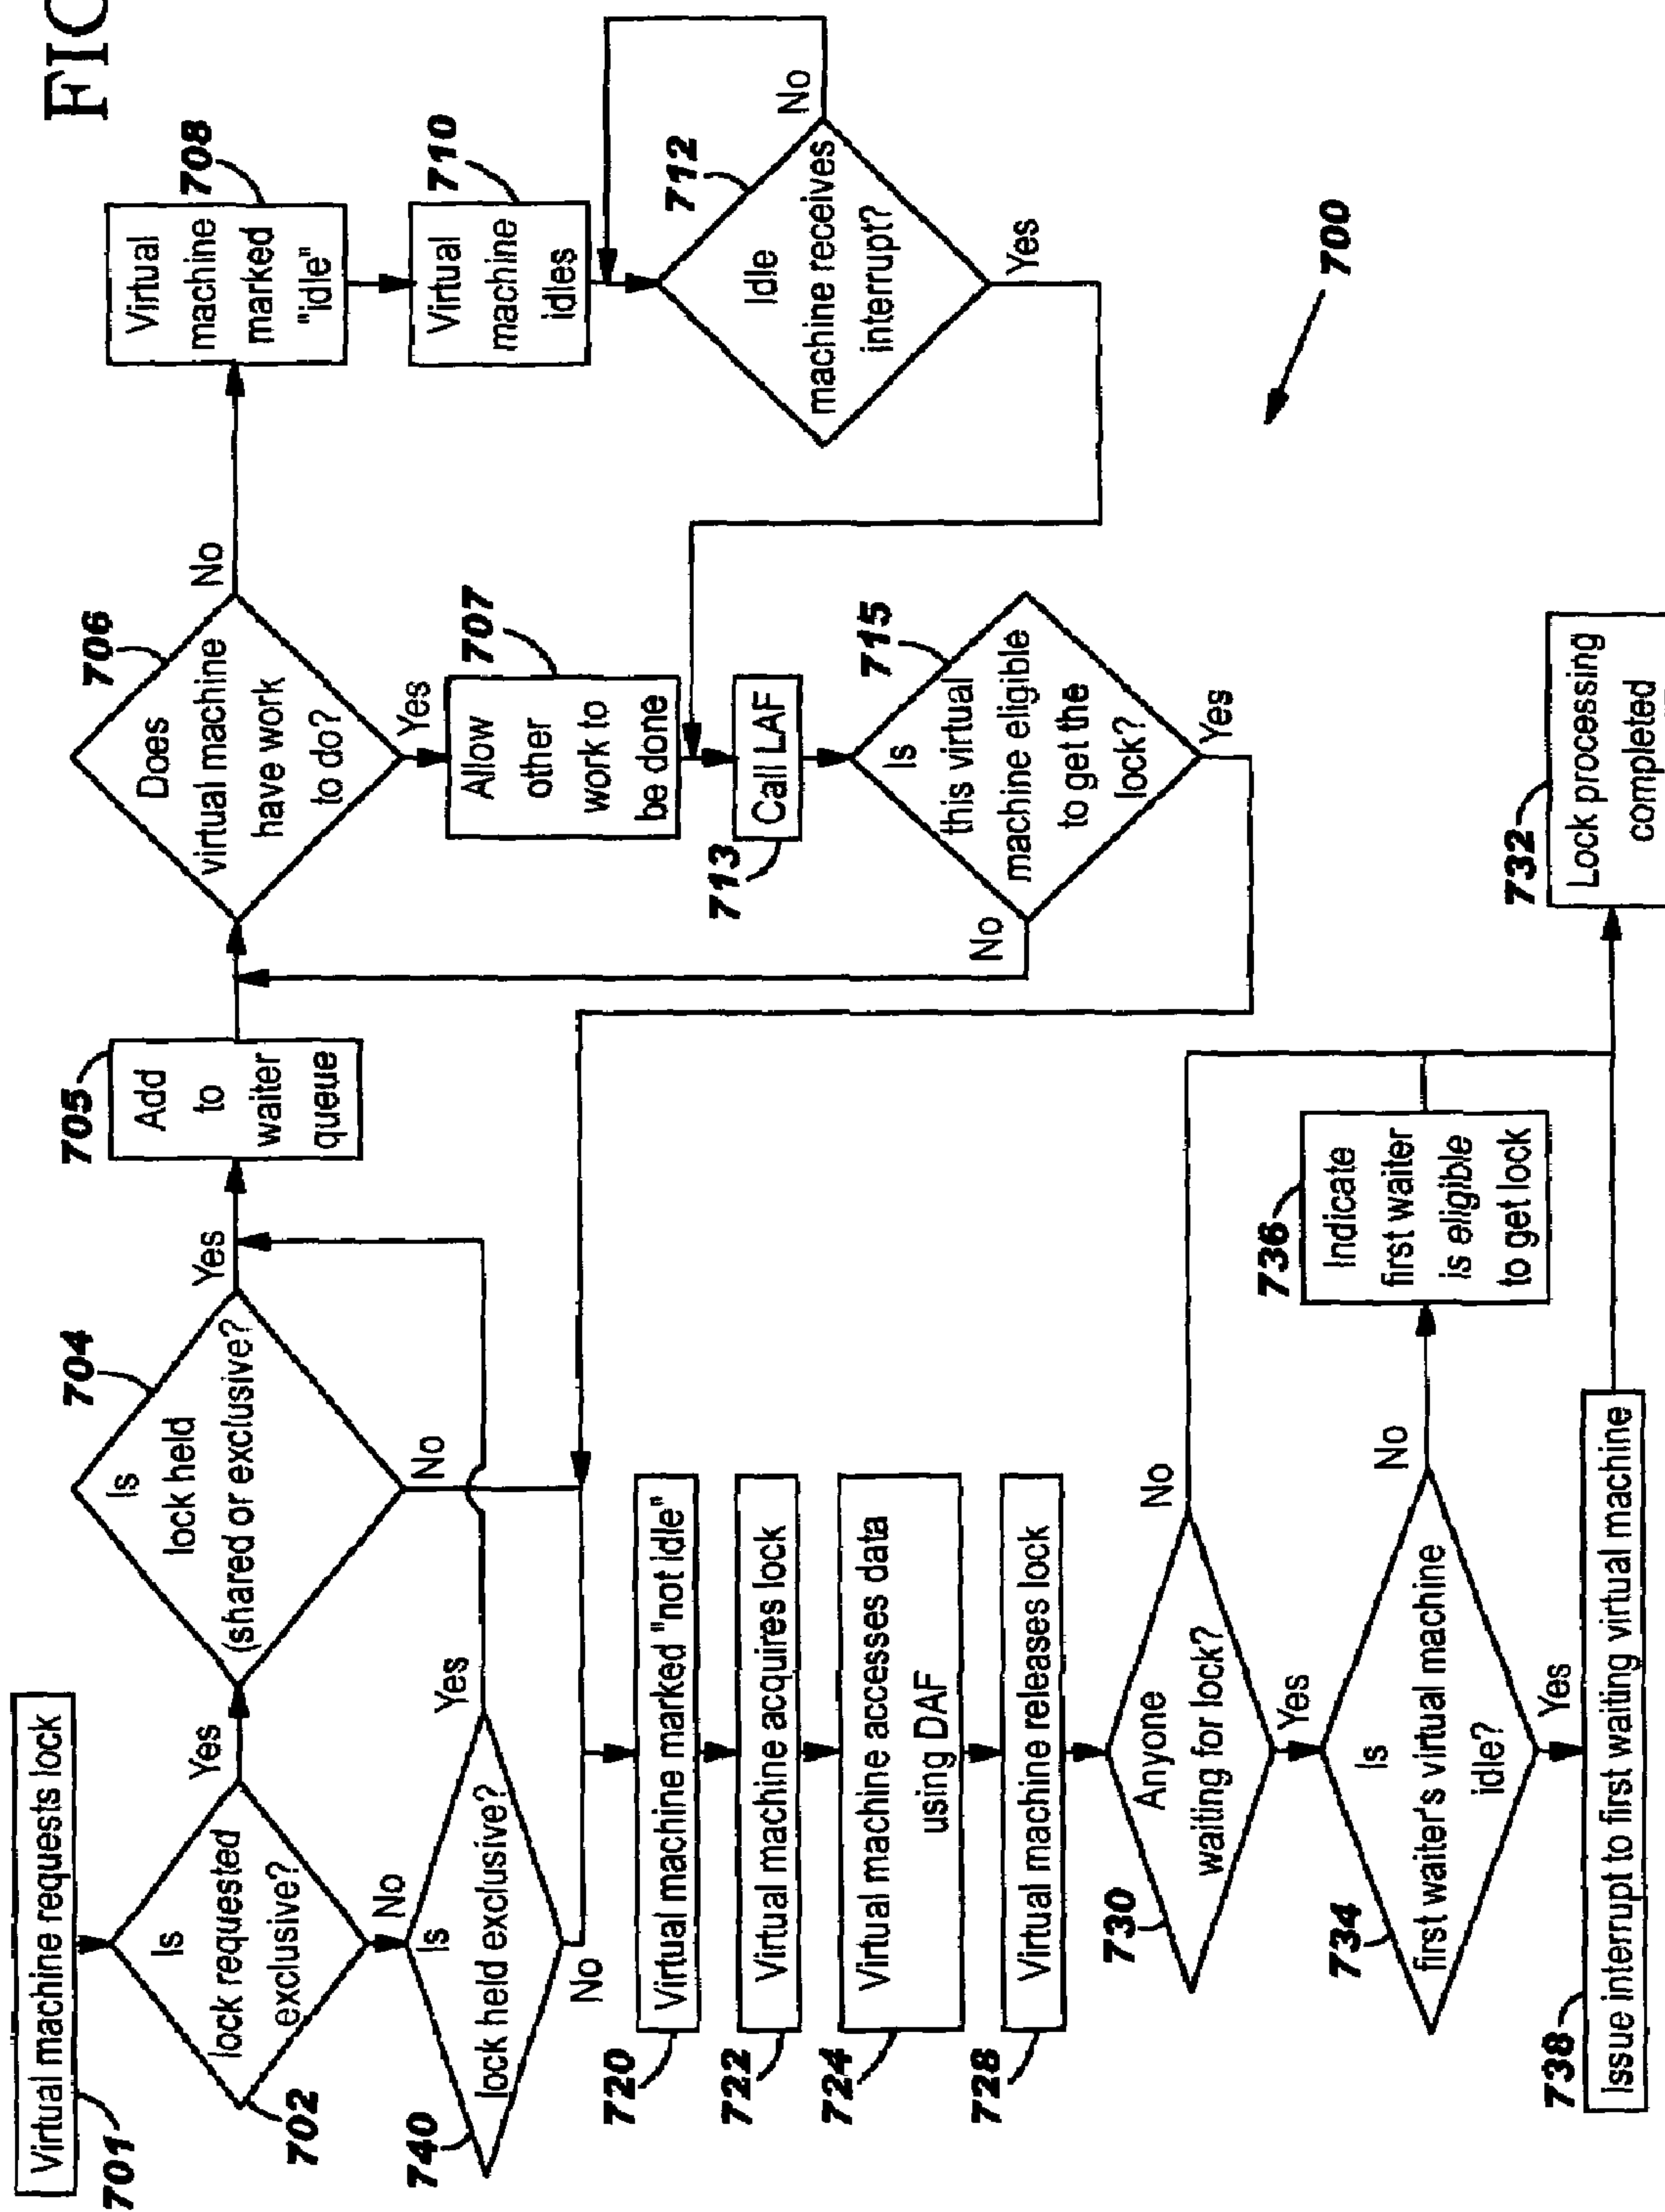 FIG
Virtual machine requests lock
701
Is
lock requested
exclusive?
702
Yes
No
Is
lock held
(shared or exclusive?
704
Yes
No
Is
lock held exclusive?
740
Yes
No
Add
to
waiter
queue
705
Does
virtual machine
have work
to do?
706
No
Yes
Virtual
machine
marked
"idle"
708
Virtual
machine
idles
710
Idle
machine receives
interrupt?
712
No
Yes
Allow
other
work to
be done
707
Call LAF
713
Is
this virtual
machine eligible
to get the
lock?
715
No
Yes
700
Virtual machine marked "not idle"
720
Virtual machine acquires lock
722
Virtual machine accesses data
using DAF
724
Virtual machine releases lock
728
Anyone
waiting for lock?
730
No
Yes
Is
first waiter's virtual machine
idle?
734
No
Yes
Indicate
first waiter
is eligible
to get lock
736
Issue interrupt to first waiting virtual machine
738
Lock processing
completed
732